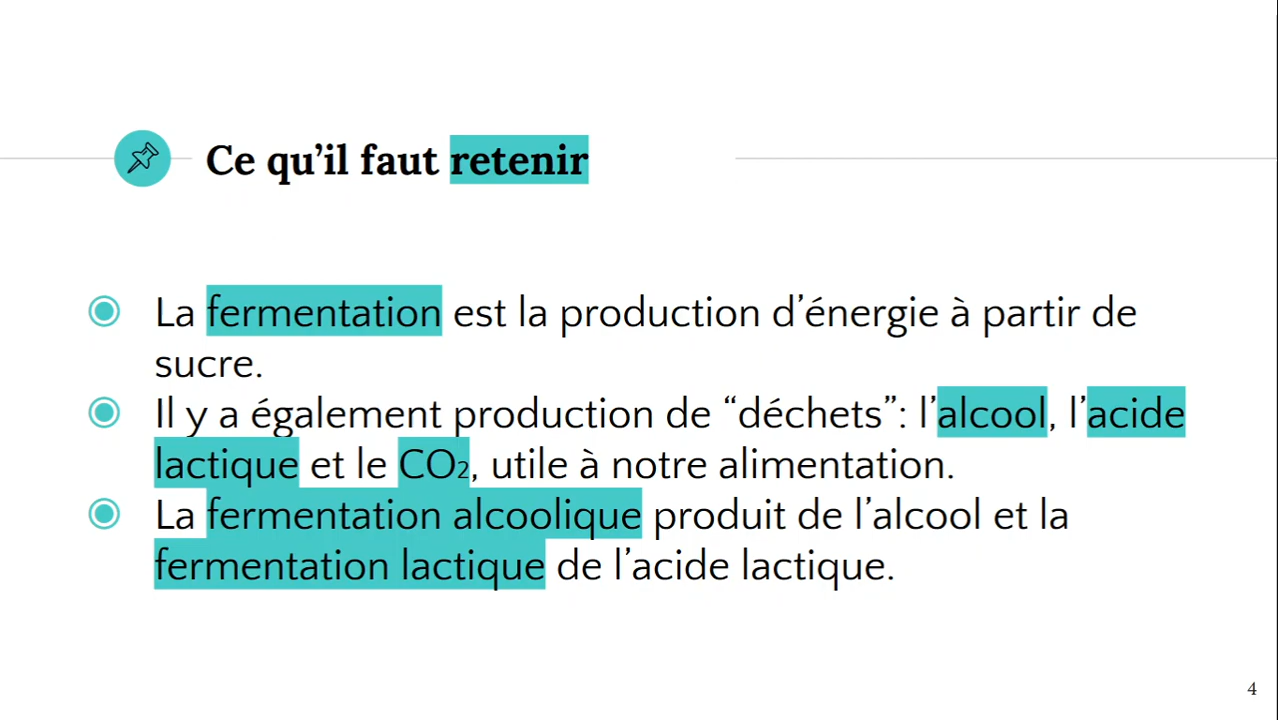 Ce qu’il faut retenir
La fermentation est la production d’énergie à partir de
sucre.
Il y a également production de “déchets”: l’alcool, l’acide
lactique et le CO₂, utile à notre alimentation.
La fermentation alcoolique produit de l’alcool et la
fermentation lactique de l’acide lactique.
4